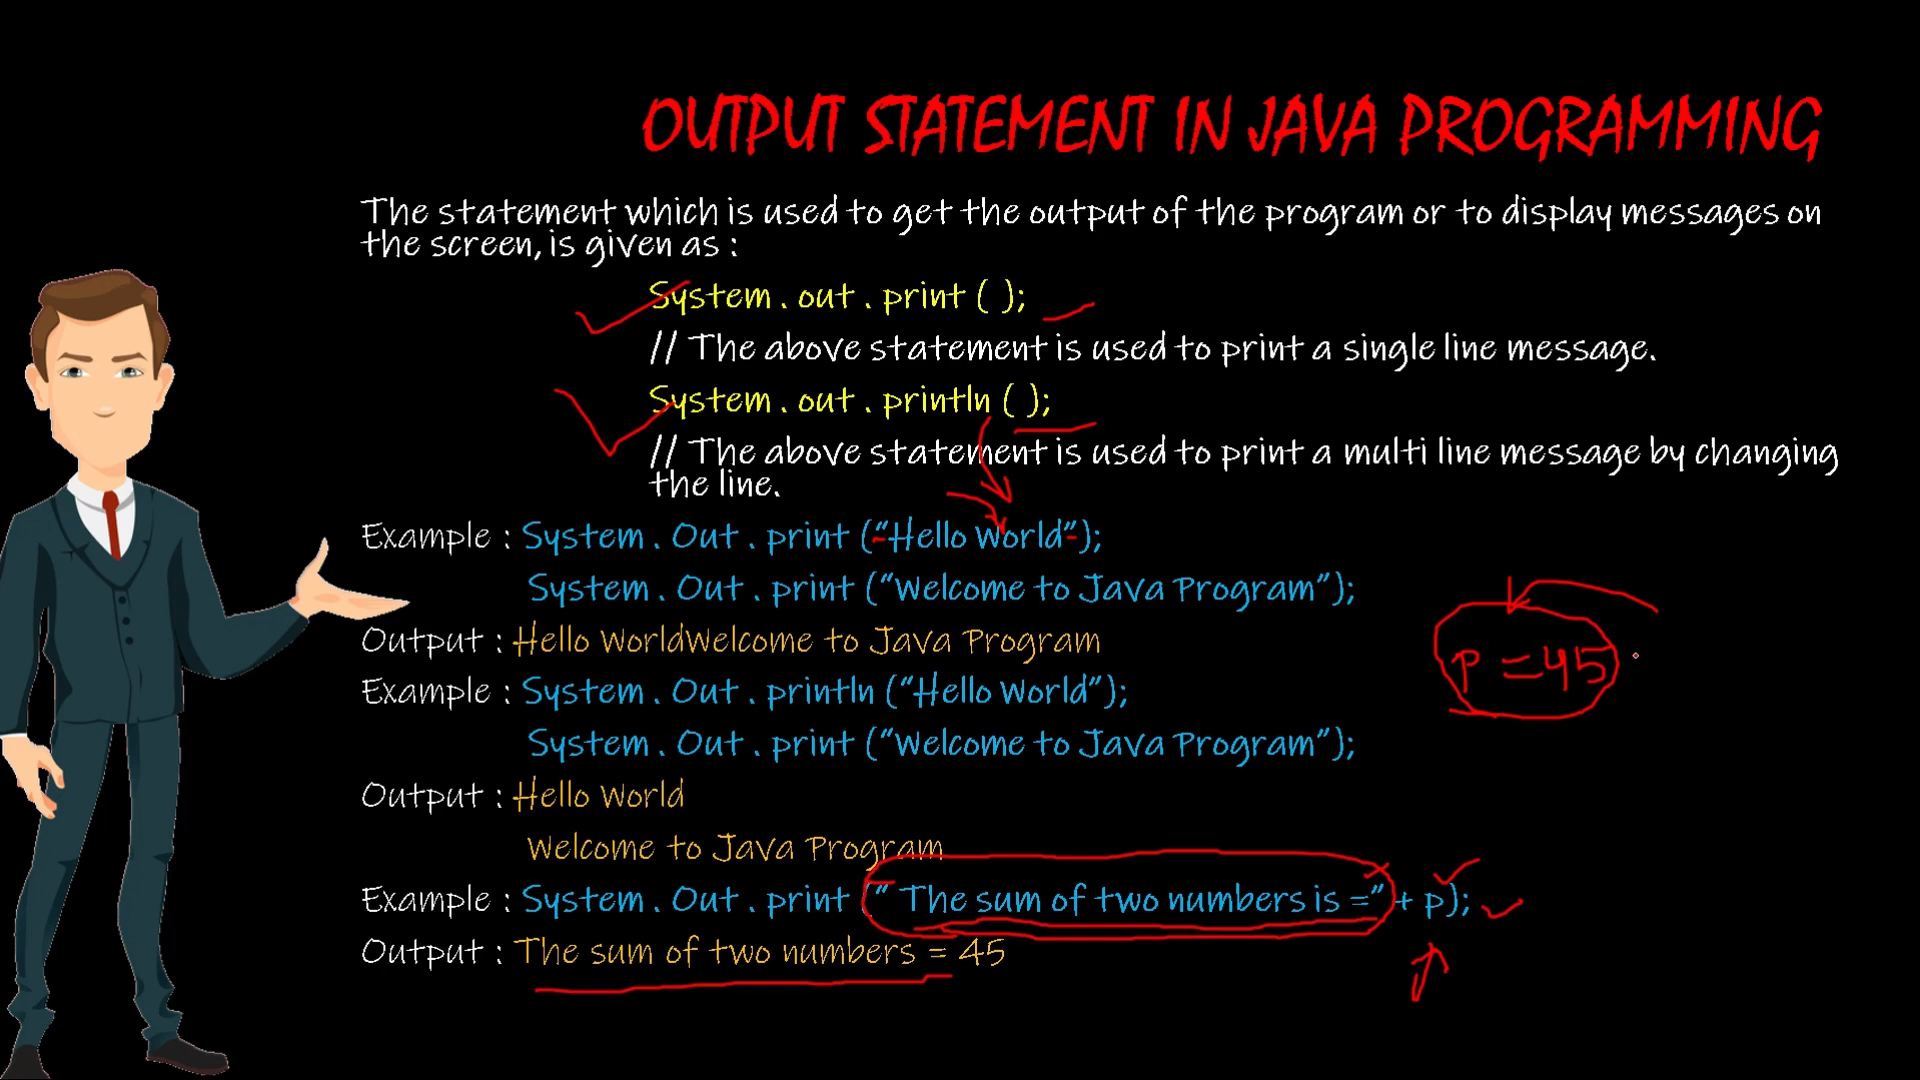 OUTPUT STATEMENT IN JAVA PROGRAMMING
The statement which is used to get the output of the program or to display messages on
the screen, is given as :
System . out . print ( );
// The above statement is used to print a single line message.
System . out . println ( );
// The above statement is used to print a multi line message by changing
the line.
Example : System . Out . print (“Hello World”);
System . Out . print (“Welcome to Java Program”);
Output : Hello WorldWelcome to Java Program
Example : System . Out . println (“Hello World”);
System . Out . print (“Welcome to Java Program”);
Output : Hello World
Welcome to Java Program
Example : System . Out . print (“ The sum of two numbers is =” + p);
Output : The sum of two numbers = 45
p = 45